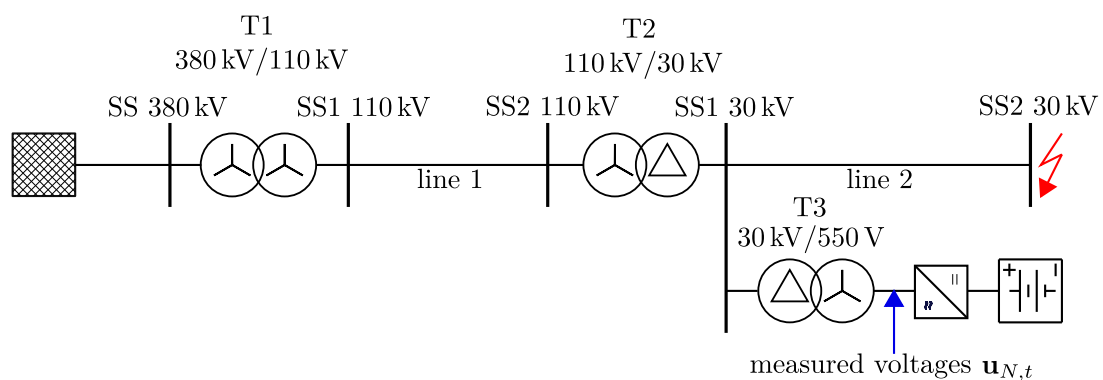 T1
380 kV/110 kV
T2
110 kV/30 kV
SS 380 kV
SS1 110 kV
SS2 110 kV
SS1 30 kV
SS2 30 kV
line 1
line 2
T3
30 kV/550 V
measured voltages u_{N,t}